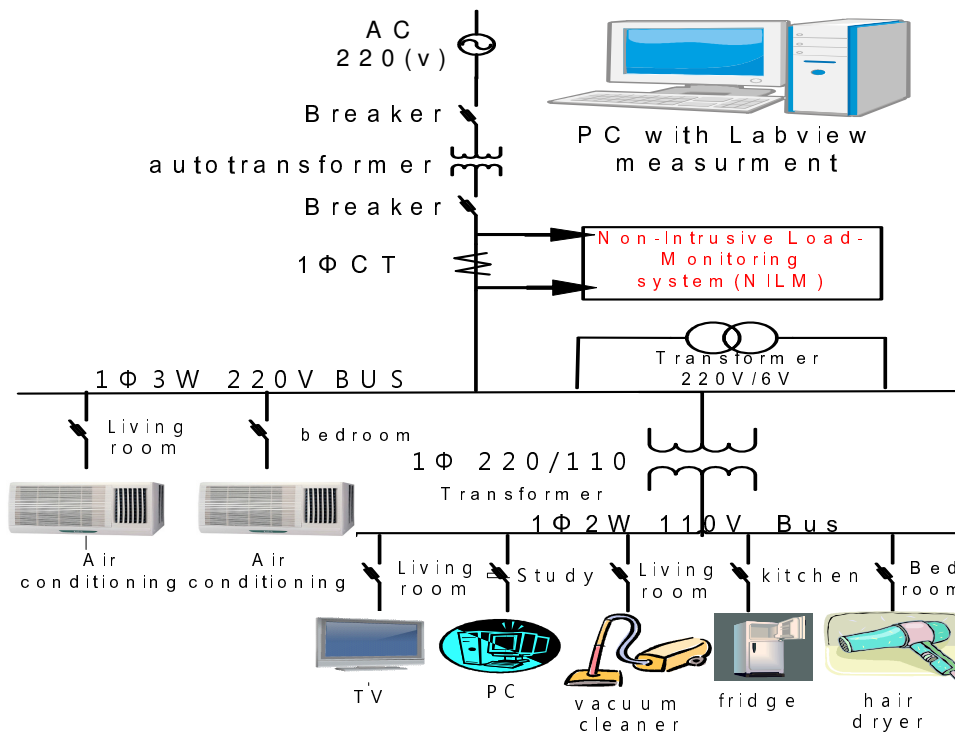 AC
220(v)
Breaker
PC with Labview
measurment
autotransformer
Breaker
Non-Intrusive Load-
Monitoring
system(NILM)
1ΦCT
Transformer
220V/6V
1Φ3W 220V BUS
Living
room
bedroom
1Φ 220/110
Transformer
1Φ2W 110V Bus
Air
conditioning
Air
conditioning
Living
room
Study
Living
room
kitchen
Bed
room
TV
PC
vacuum
cleaner
fridge
hair
dryer